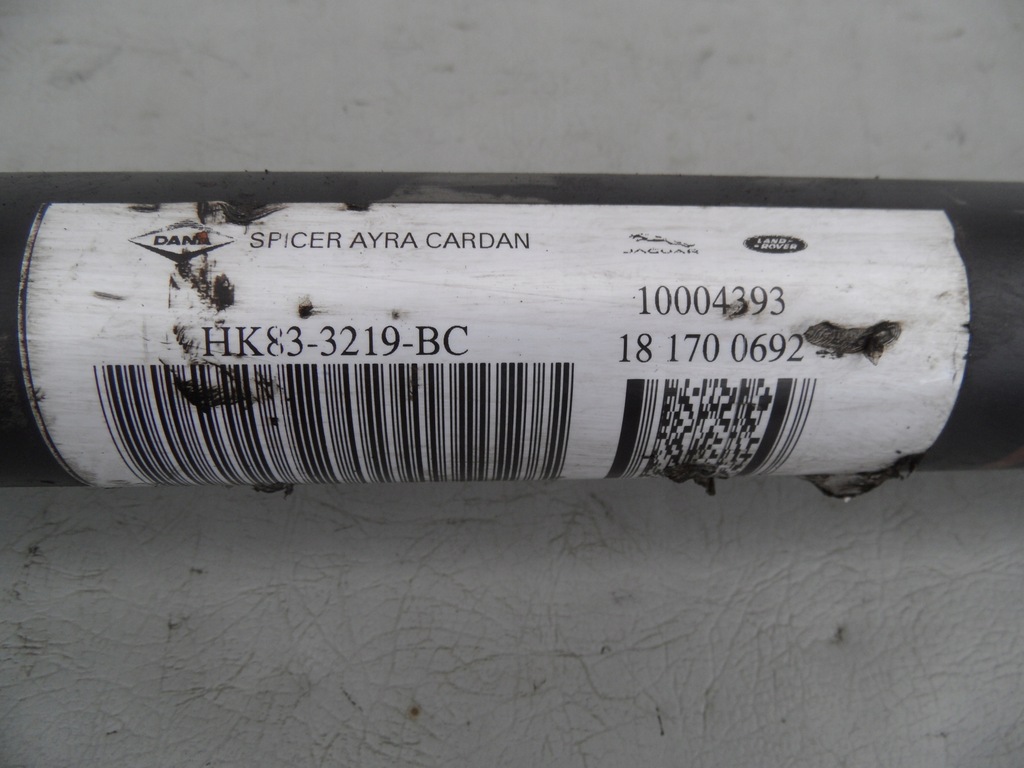 DANA SPICER AYRA CARDAN JAGUAR LAND-ROVER
10004393
HK83-3219-BC 18 170 0692